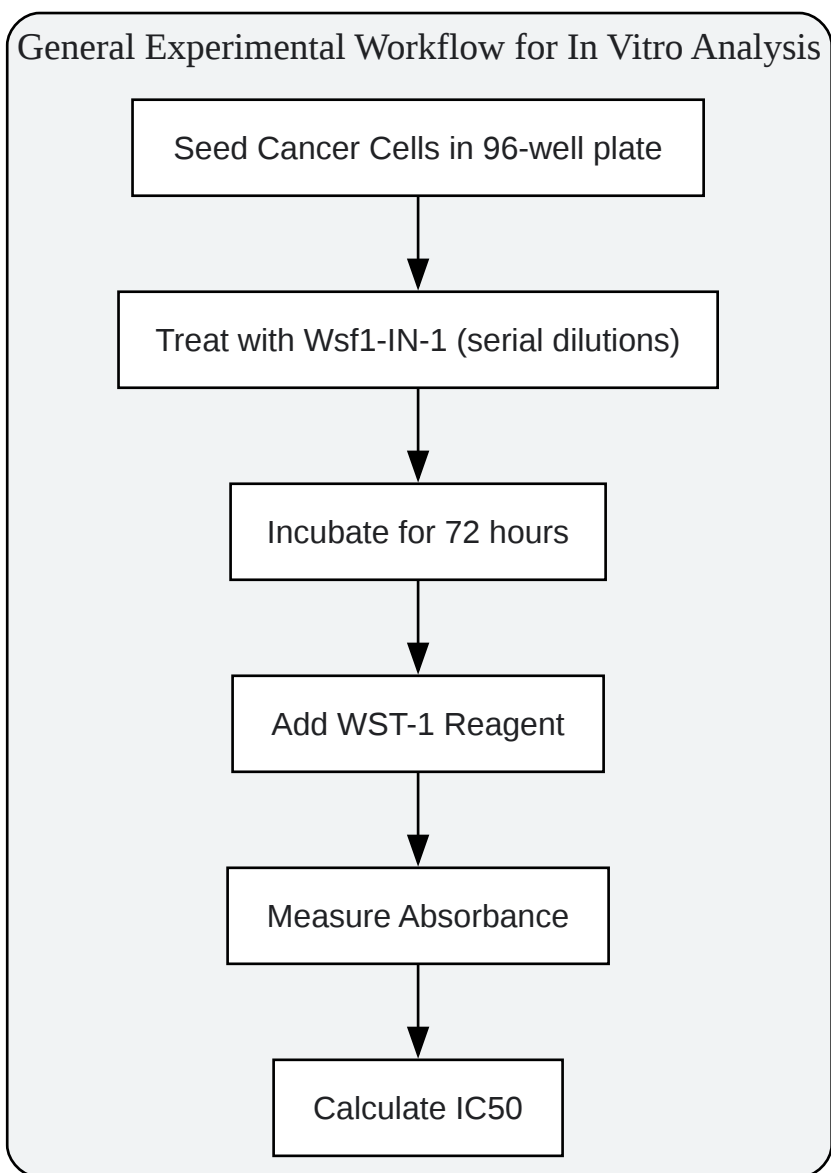 General Experimental Workflow for In Vitro Analysis
Seed Cancer Cells in 96-well plate
Treat with Wsf1-IN-1 (serial dilutions)
Incubate for 72 hours
Add WST-1 Reagent
Measure Absorbance
Calculate IC50